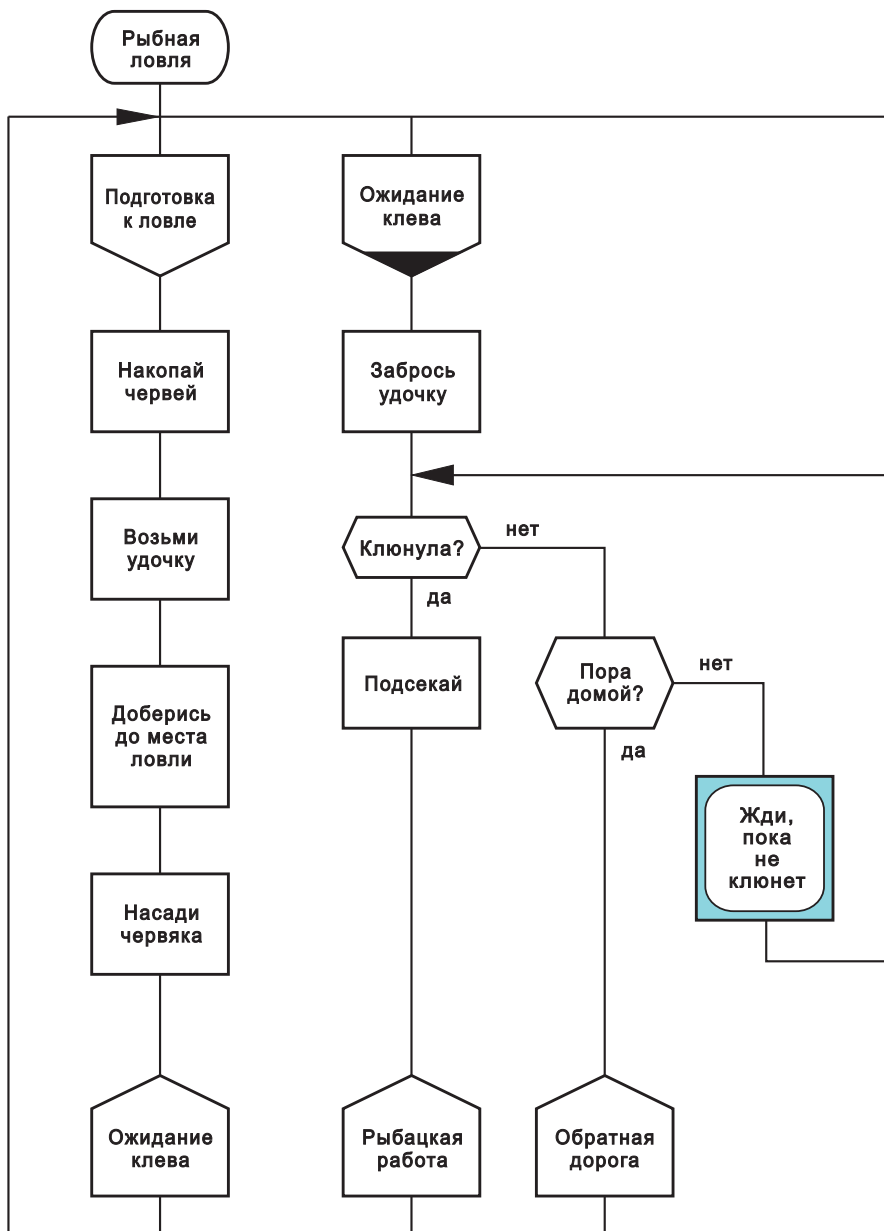 Рыбная
ловля
Подготовка
к ловле
Накопай
червей
Возьми
удочку
Доберись
до места
ловли
Насади
червяка
Ожидание
клева
Ожидание
клева
Забрось
удочку
Клюнула?
нет
да
Подсекай
Рыбацкая
работа
Пора
домой?
нет
да
Обратная
дорога
Жди,
пока
не
клюнет